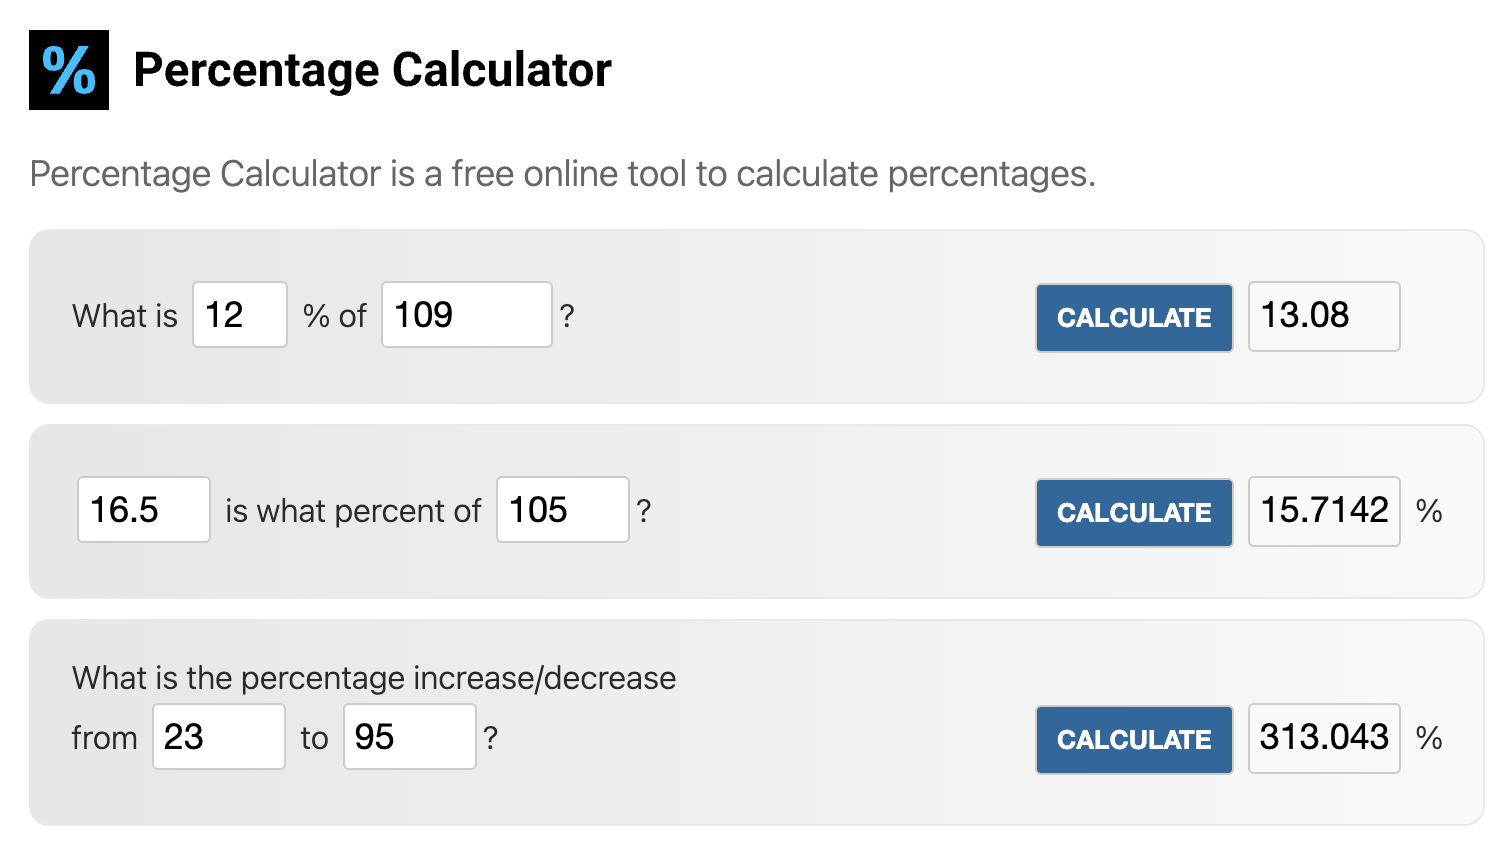 % Percentage Calculator
Percentage Calculator is a free online tool to calculate percentages.
What is 12 % of 109 ? CALCULATE 13.08
16.5 is what percent of 105 ? CALCULATE 15.7142 %
What is the percentage increase/decrease
from 23 to 95 ? CALCULATE 313.043 %